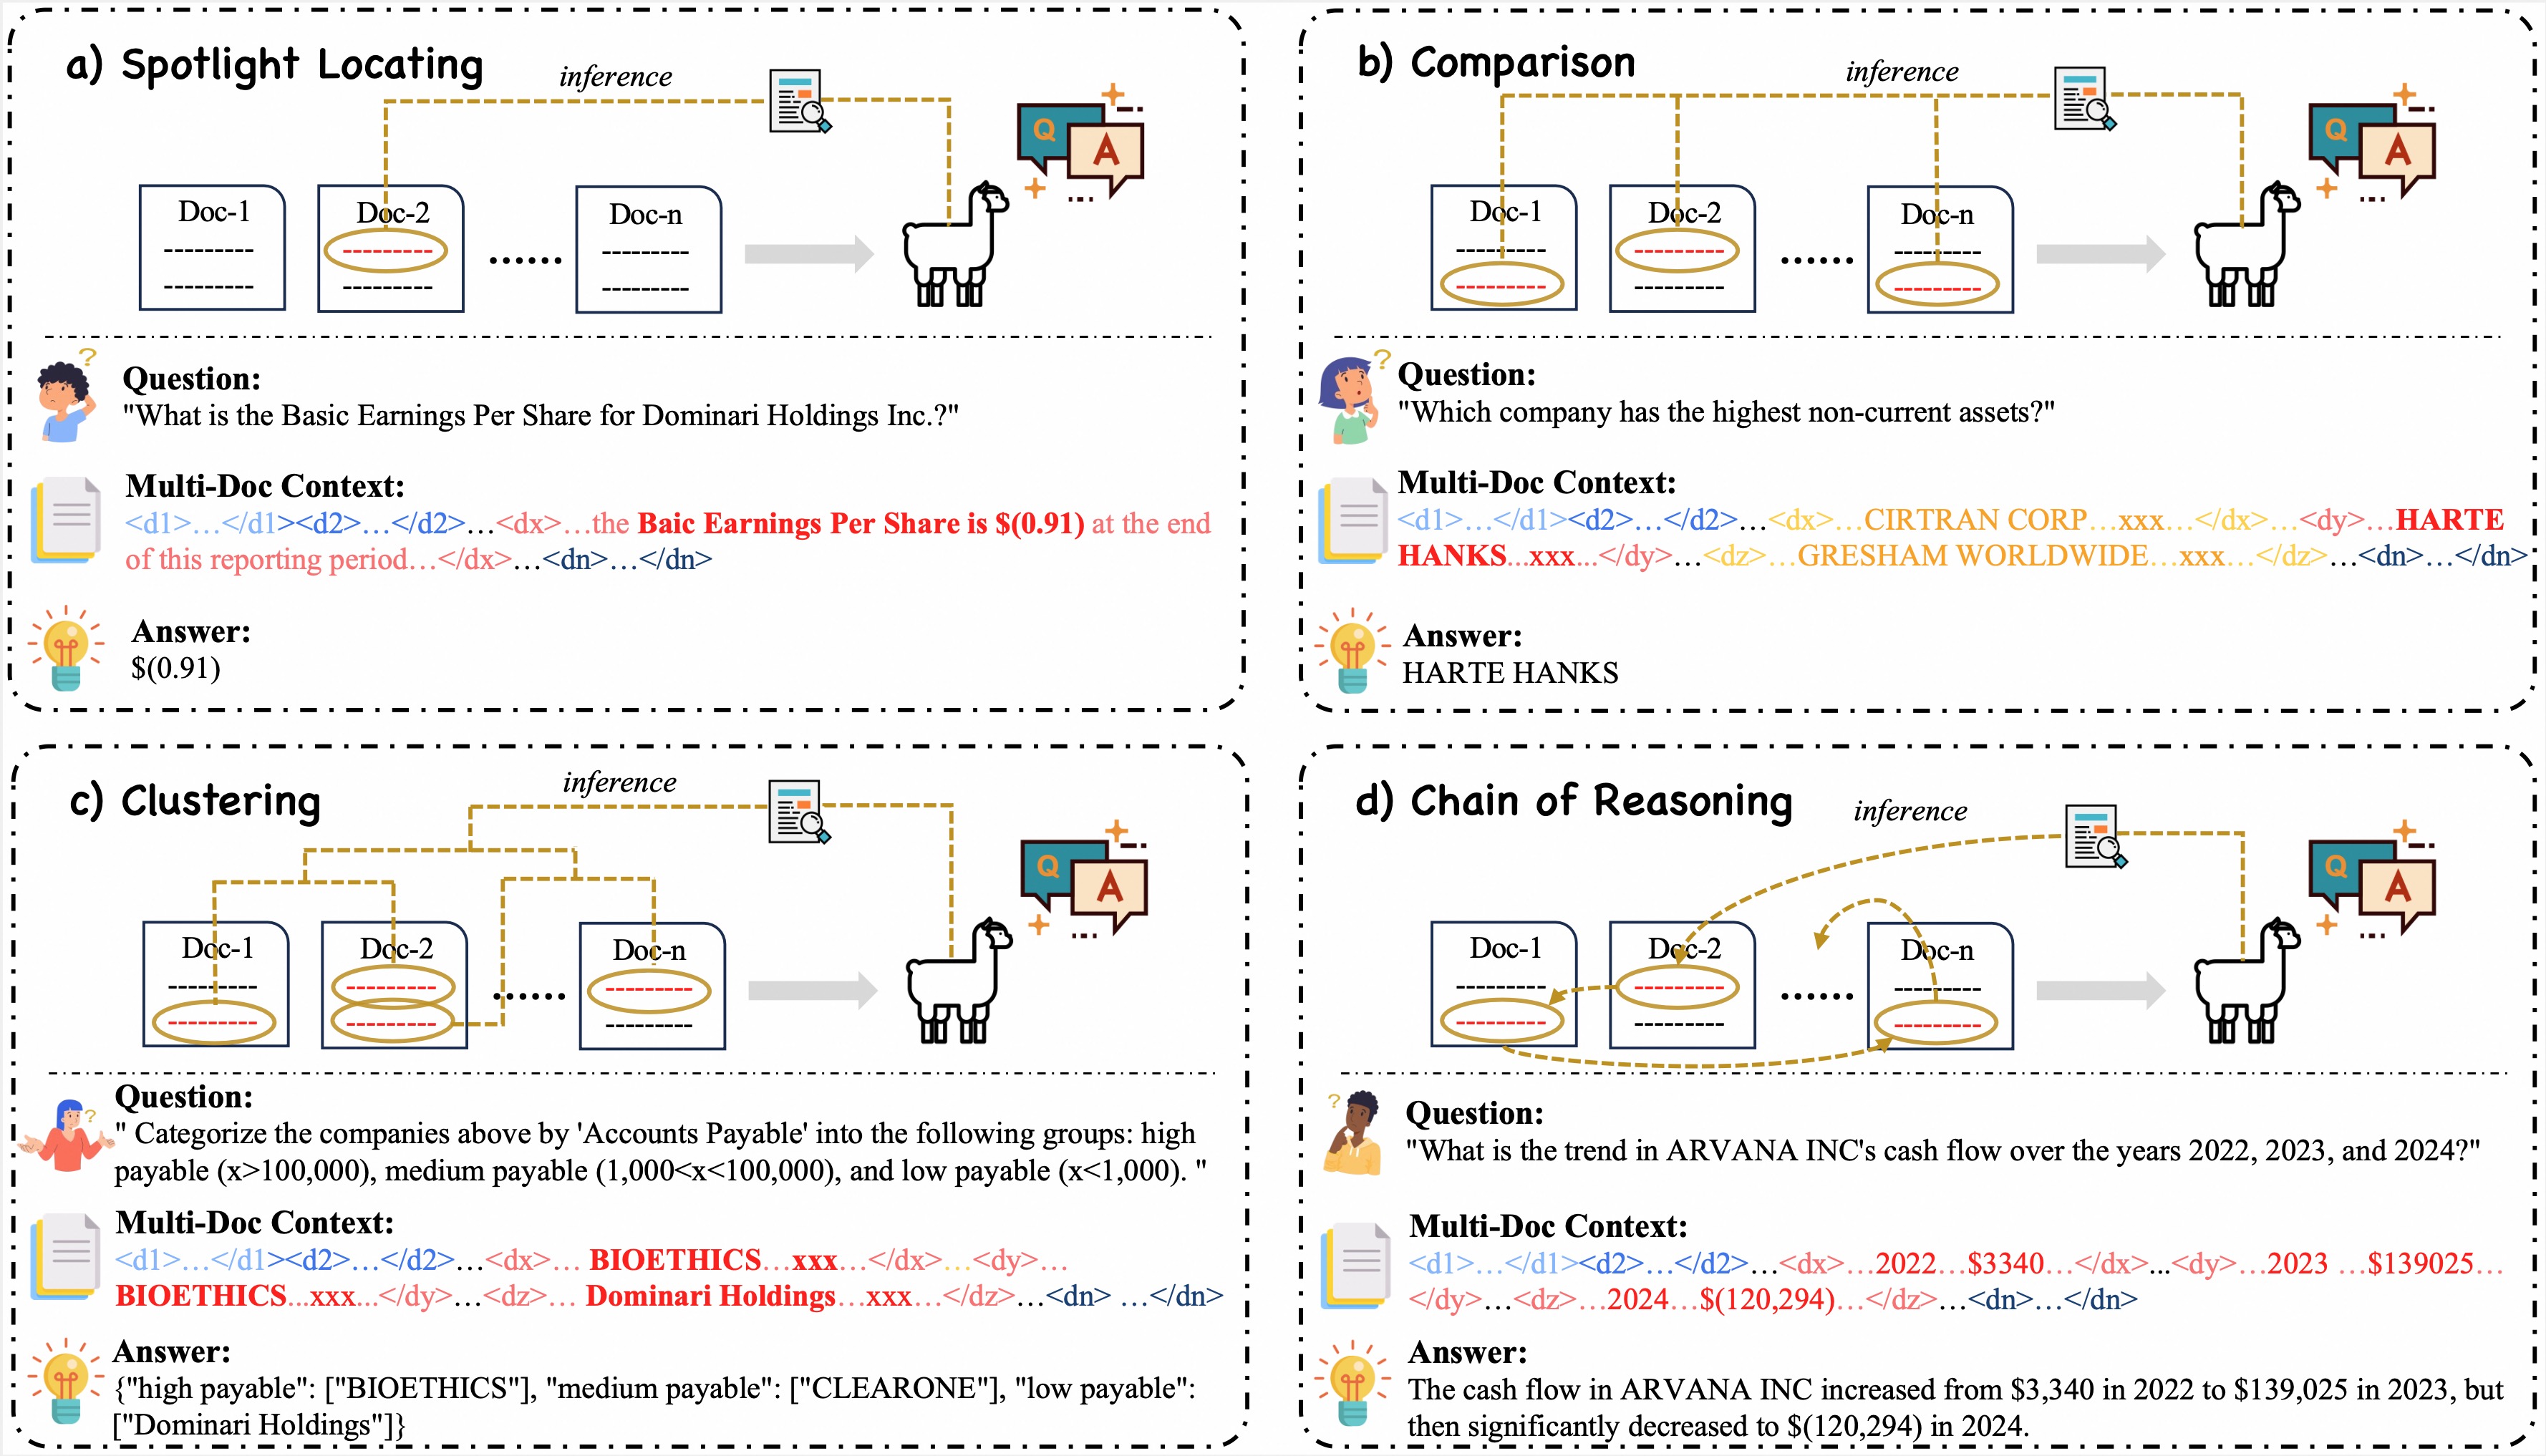 a) Spotlight Locating
inference
Q
A
Doc-1
Doc-2
Doc-n
Question:
"What is the Basic Earnings Per Share for Dominari Holdings Inc.?"
Multi-Doc Context:
<d1>…</d1><d2>…</d2>…<dx>…the Baic Earnings Per Share is $(0.91) at the end
of this reporting period…</dx>…<dn>…</dn>
Answer:
$(0.91)
b) Comparison
inference
Q
A
Doc-1
Doc-2
Doc-n
Question:
"Which company has the highest non-current assets?"
Multi-Doc Context:
<d1>…</d1><d2>…</d2>…<dx>…CIRTRAN CORP…xxx…</dx>…<dy>…HARTE
HANKS...xxx...</dy>…<dz>…GRESHAM WORLDWIDE…xxx…</dz>…<dn>…</dn>
Answer:
HARTE HANKS
c) Clustering
inference
Q
A
Doc-1
Doc-2
Doc-n
Question:
" Categorize the companies above by 'Accounts Payable' into the following groups: high
payable (x>100,000), medium payable (1,000<x<100,000), and low payable (x<1,000). "
Multi-Doc Context:
<d1>…</d1><d2>…</d2>…<dx>… BIOETHICS…xxx…</dx>…<dy>…
BIOETHICS...xxx...</dy>…<dz>… Dominari Holdings…xxx…</dz>…<dn> …</dn>
Answer:
{"high payable": ["BIOETHICS"], "medium payable": ["CLEARONE"], "low payable":
["Dominari Holdings"]}
d) Chain of Reasoning
inference
Q
A
Doc-1
Doc-2
Doc-n
Question:
"What is the trend in ARVANA INC's cash flow over the years 2022, 2023, and 2024?"
Multi-Doc Context:
<d1>…</d1><d2>…</d2>…<dx>…2022…$3340…</dx>...<dy>…2023 …$139025…
</dy>…<dz>…2024…$(120,294)…</dz>…<dn>…</dn>
Answer:
The cash flow in ARVANA INC increased from $3,340 in 2022 to $139,025 in 2023, but
then significantly decreased to $(120,294) in 2024.